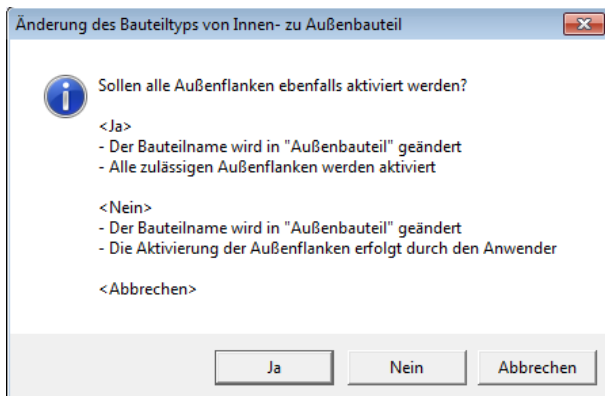 Änderung des Bauteiltyps von Innen- zu Außenbauteil
Sollen alle Außenflanken ebenfalls aktiviert werden?
<Ja>
- Der Bauteilname wird in "Außenbauteil" geändert
- Alle zulässigen Außenflanken werden aktiviert
<Nein>
- Der Bauteilname wird in "Außenbauteil" geändert
- Die Aktivierung der Außenflanken erfolgt durch den Anwender
<Abbrechen>
Ja Nein Abbrechen